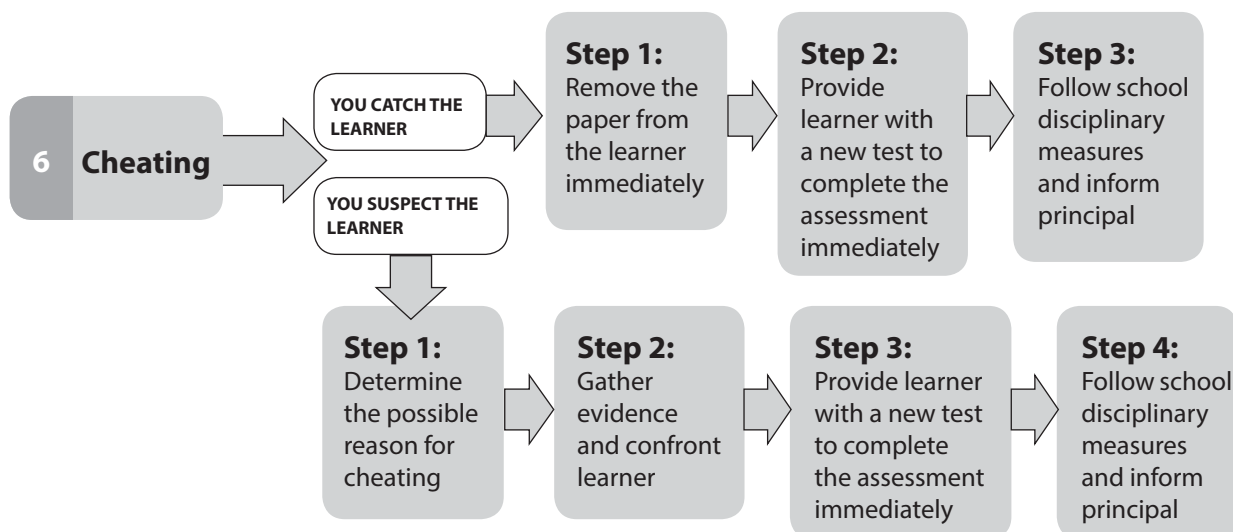 6 Cheating
YOU CATCH THE
LEARNER
Step 1:
Remove the
paper from
the learner
immediately
Step 2:
Provide
learner with
a new test to
complete the
assessment
immediately
Step 3:
Follow school
disciplinary
measures
and inform
principal
YOU SUSPECT THE
LEARNER
Step 1:
Determine
the possible
reason for
cheating
Step 2:
Gather
evidence
and confront
learner
Step 3:
Provide learner
with a new test
to complete
the assessment
immediately
Step 4:
Follow school
disciplinary
measures
and inform
principal